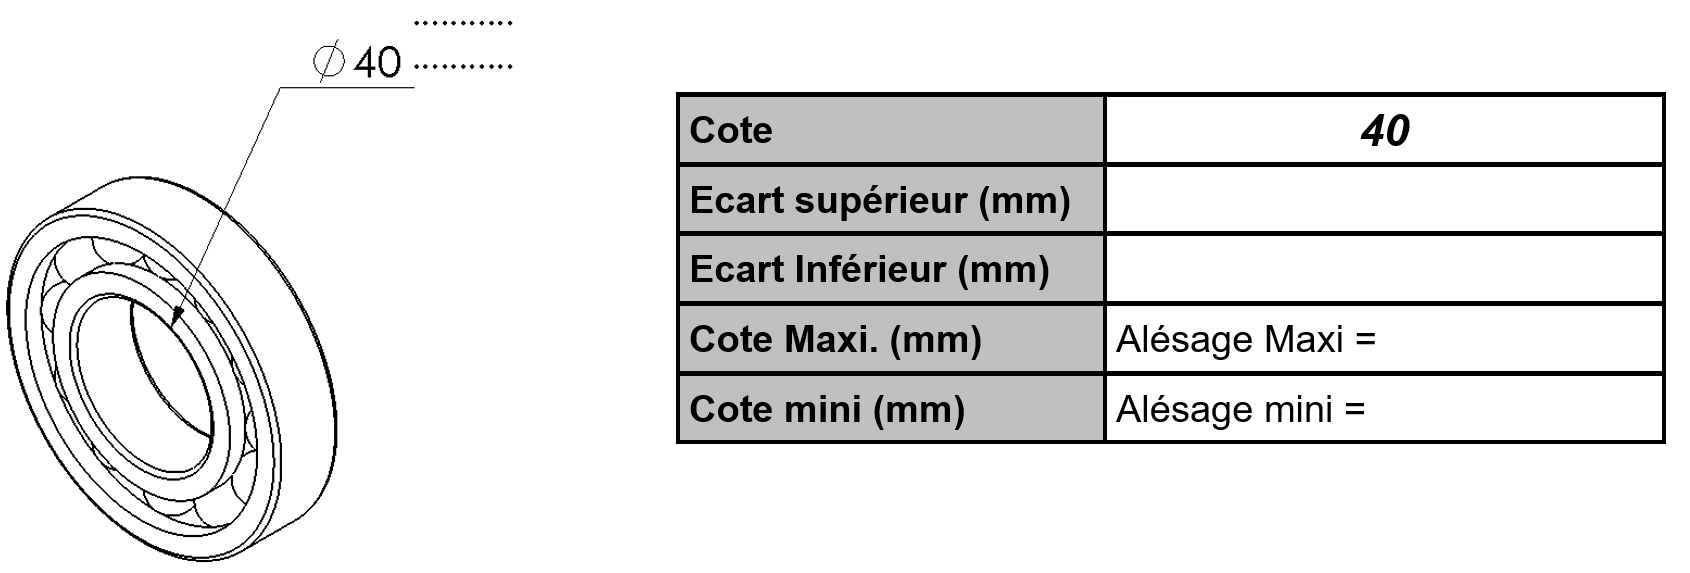 ...........
Ø 40 ...........
Cote 40
Ecart supérieur (mm)
Ecart Inférieur (mm)
Cote Maxi. (mm) Alésage Maxi =
Cote mini (mm) Alésage mini =